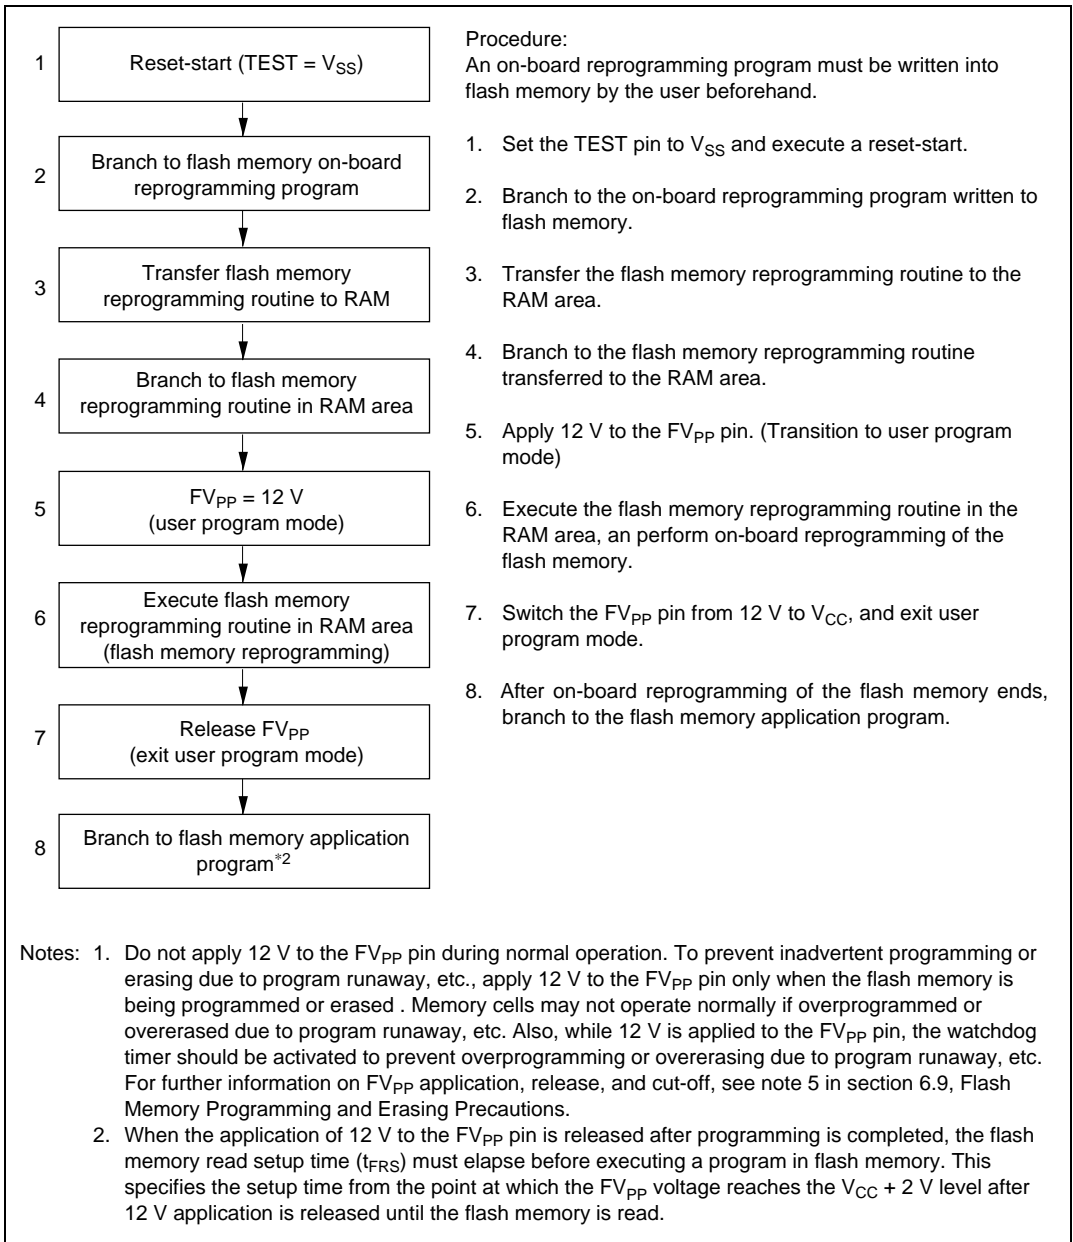 1
Reset-start (TEST = VSS)
2
Branch to flash memory on-board
reprogramming program
3
Transfer flash memory
reprogramming routine to RAM
4
Branch to flash memory
reprogramming routine in RAM area
5
FVPP = 12 V
(user program mode)
6
Execute flash memory
reprogramming routine in RAM area
(flash memory reprogramming)
7
Release FVPP
(exit user program mode)
8
Branch to flash memory application
program*2
Procedure:
An on-board reprogramming program must be written into
flash memory by the user beforehand.
1. Set the TEST pin to VSS and execute a reset-start.
2. Branch to the on-board reprogramming program written to
flash memory.
3. Transfer the flash memory reprogramming routine to the
RAM area.
4. Branch to the flash memory reprogramming routine
transferred to the RAM area.
5. Apply 12 V to the FVPP pin. (Transition to user program
mode)
6. Execute the flash memory reprogramming routine in the
RAM area, an perform on-board reprogramming of the
flash memory.
7. Switch the FVPP pin from 12 V to VCC, and exit user
program mode.
8. After on-board reprogramming of the flash memory ends,
branch to the flash memory application program.
Notes: 1. Do not apply 12 V to the FVPP pin during normal operation. To prevent inadvertent programming or
erasing due to program runaway, etc., apply 12 V to the FVPP pin only when the flash memory is
being programmed or erased . Memory cells may not operate normally if overprogrammed or
overerased due to program runaway, etc. Also, while 12 V is applied to the FVPP pin, the watchdog
timer should be activated to prevent overprogramming or overerasing due to program runaway, etc.
For further information on FVPP application, release, and cut-off, see note 5 in section 6.9, Flash
Memory Programming and Erasing Precautions.
2. When the application of 12 V to the FVPP pin is released after programming is completed, the flash
memory read setup time (tFRS) must elapse before executing a program in flash memory. This
specifies the setup time from the point at which the FVPP voltage reaches the VCC + 2 V level after
12 V application is released until the flash memory is read.